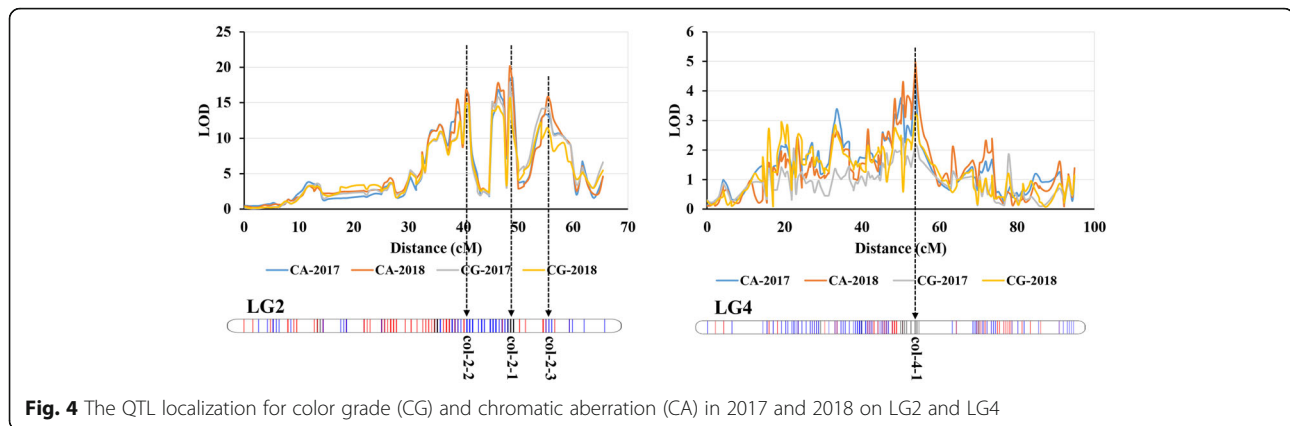 25
20
15
10
5
0
LOD
0 10 20 30 40 50 60 70
Distance (cM)
CA-2017 CA-2018 CG-2017 CG-2018
LG2
col-2-2
col-2-1
col-2-3
6
5
4
3
2
1
0
LOD
0 20 40 60 80 100
Distance (cM)
CA-2017 CA-2018 CG-2017 CG-2018
LG4
col-4-1
Fig. 4 The QTL localization for color grade (CG) and chromatic aberration (CA) in 2017 and 2018 on LG2 and LG4